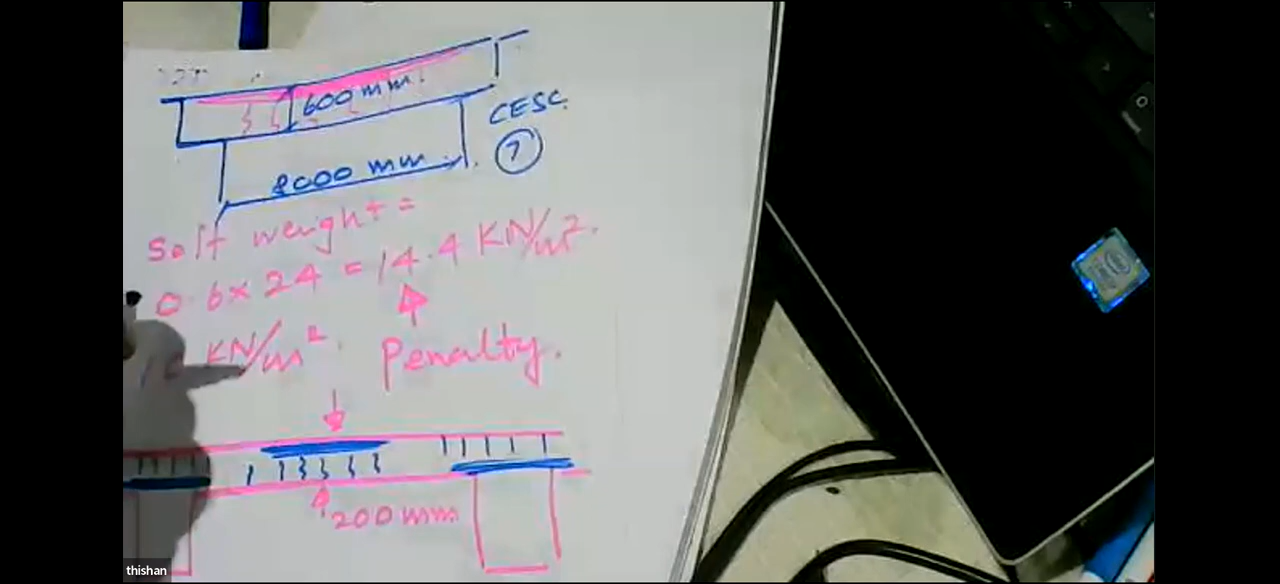 600 mm.
CESC.
7
8000 mm.
Self weight =
0.6 x 24 = 14.4 KN/m².
KN/m².
Penalty.
200 mm
thishan